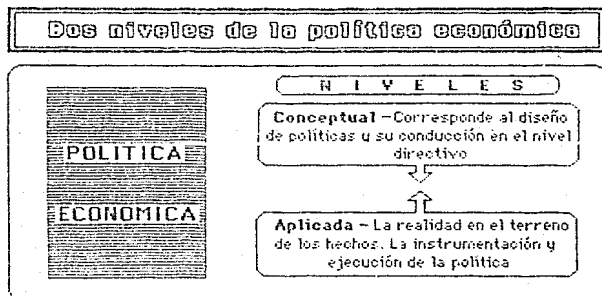 Dos niveles de la política económica
N I V E L E S
POLITICA
ECONOMICA
Conceptual - Corresponde al diseño
de políticas y su conducción en el nivel
directivo
Aplicada - La realidad en el terreno
de los hechos. La instrumentación y
ejecución de la política